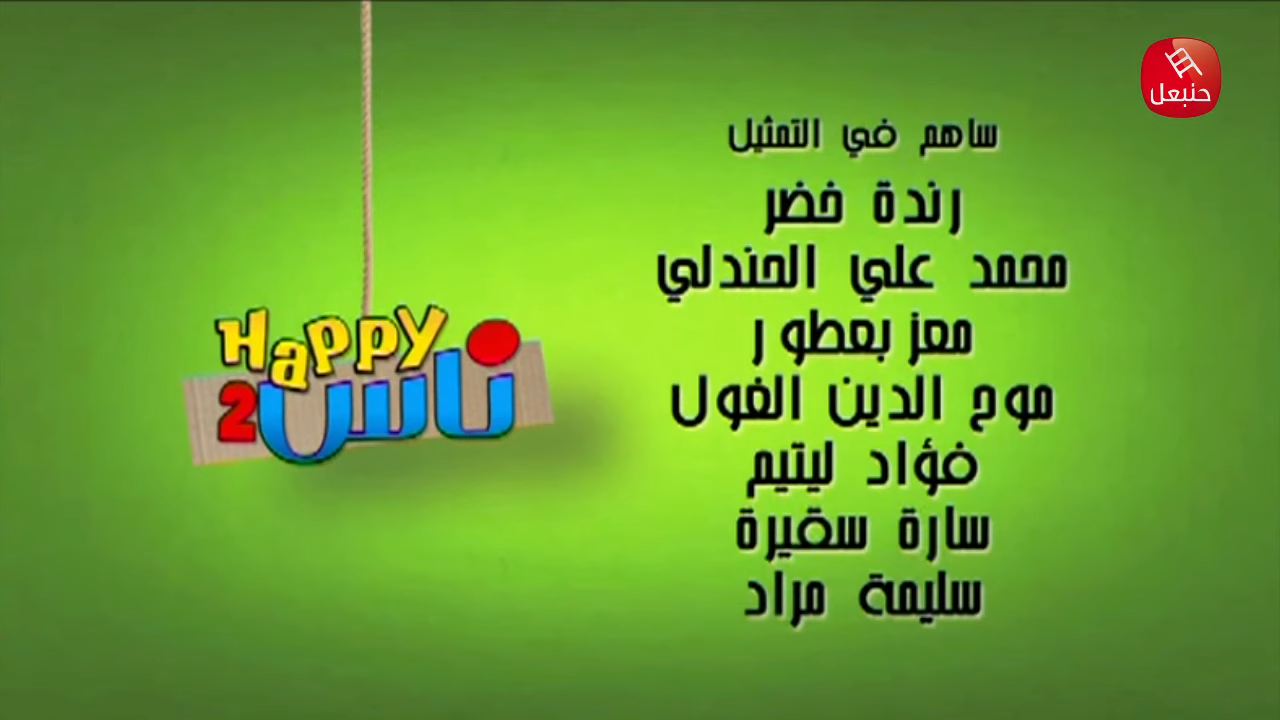 حنبعل
ساهم في التمثيل
رندة خضر
محمد علي الحندلي
معز بعطور
موح الدين الغول
فؤاد ليتيم
سارة سقيرة
سليمة مراد
Happy
ناس 2